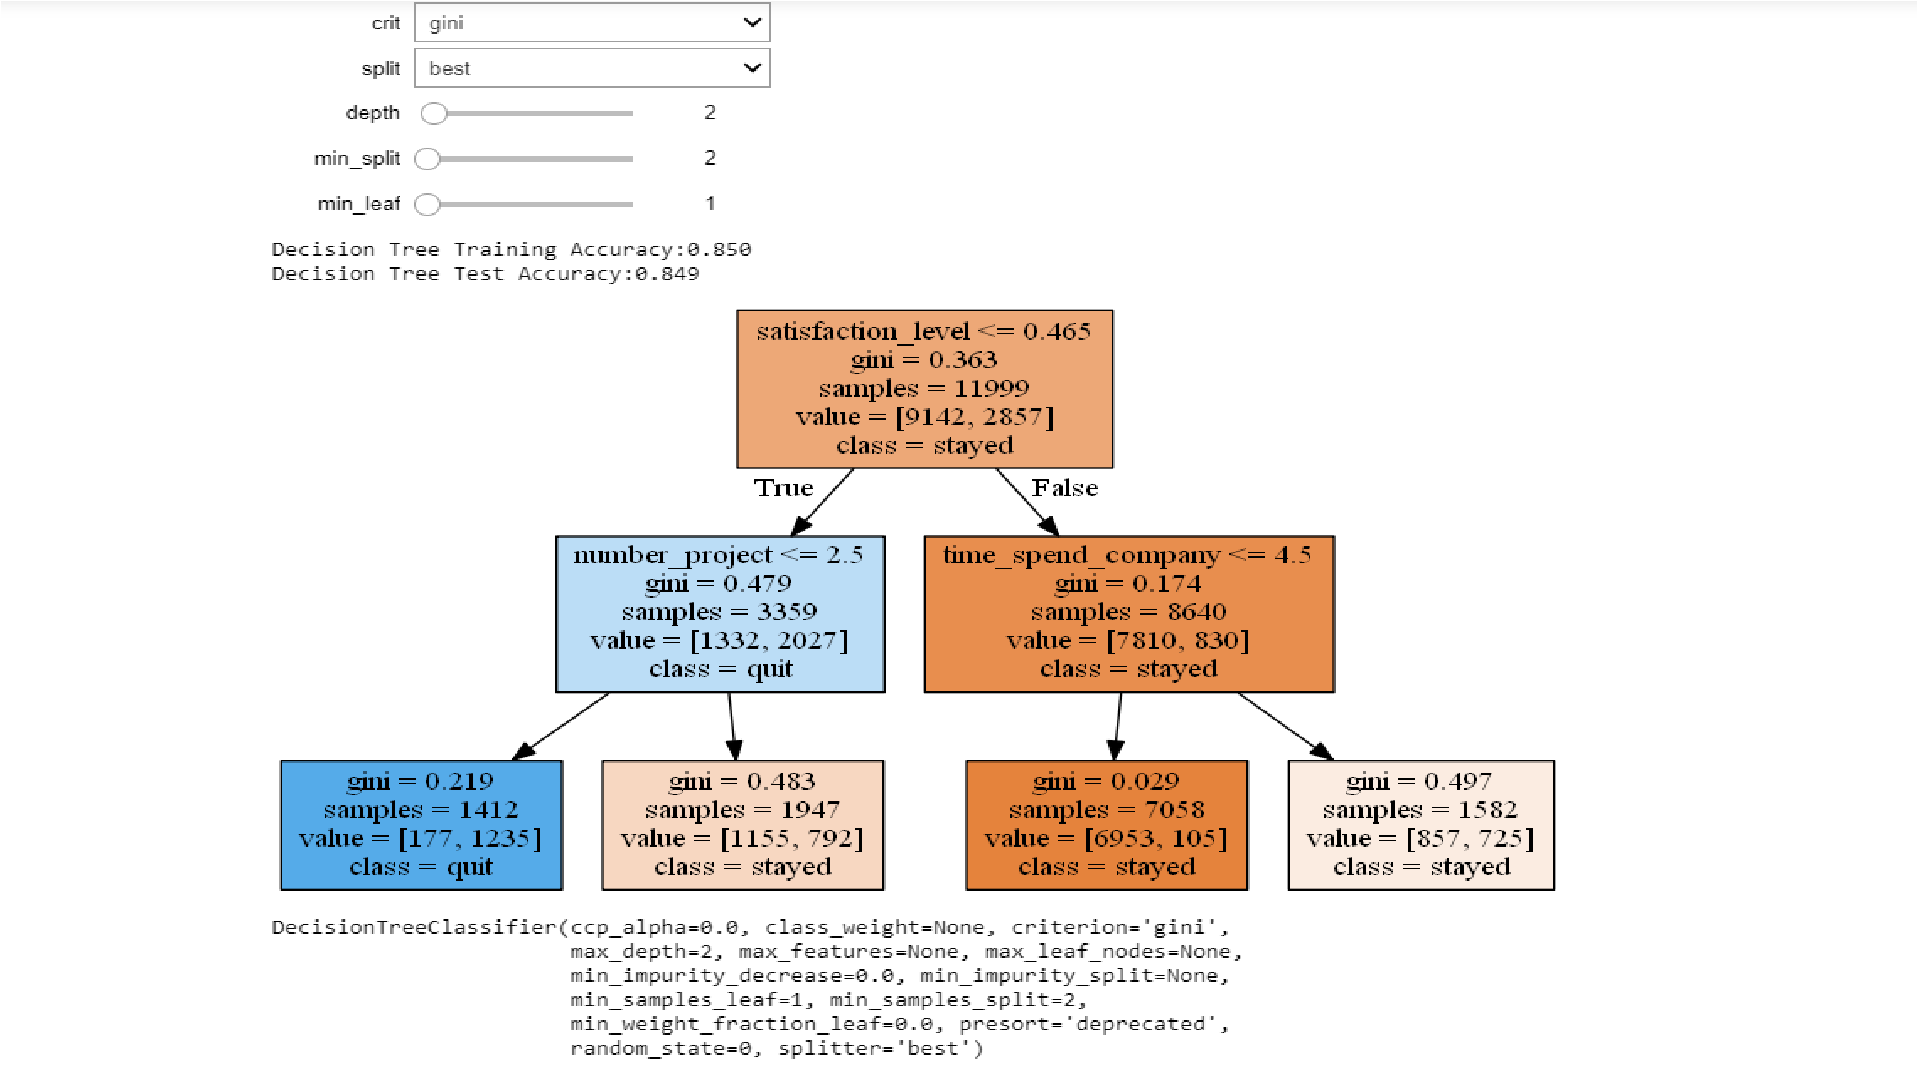 crit gini
split best
depth 2
min_split 2
min_leaf 1
Decision Tree Training Accuracy:0.850
Decision Tree Test Accuracy:0.849
satisfaction_level <= 0.465
gini = 0.363
samples = 11999
value = [9142, 2857]
class = stayed
True
False
number_project <= 2.5
gini = 0.479
samples = 3359
value = [1332, 2027]
class = quit
time_spend_company <= 4.5
gini = 0.174
samples = 8640
value = [7810, 830]
class = stayed
gini = 0.219
samples = 1412
value = [177, 1235]
class = quit
gini = 0.483
samples = 1947
value = [1155, 792]
class = stayed
gini = 0.029
samples = 7058
value = [6953, 105]
class = stayed
gini = 0.497
samples = 1582
value = [857, 725]
class = stayed
DecisionTreeClassifier(ccp_alpha=0.0, class_weight=None, criterion='gini',
max_depth=2, max_features=None, max_leaf_nodes=None,
min_impurity_decrease=0.0, min_impurity_split=None,
min_samples_leaf=1, min_samples_split=2,
min_weight_fraction_leaf=0.0, presort='deprecated',
random_state=0, splitter='best')